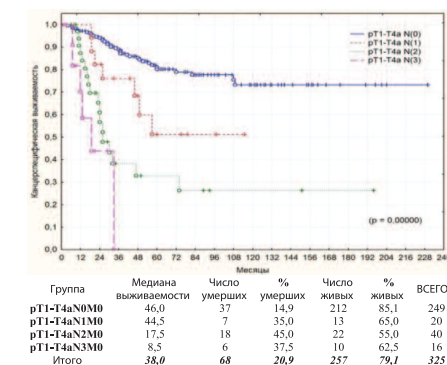 1,0
0,9
0,8
0,7
0,6
0,5
0,4
0,3
0,2
0,1
0,0
Канцерспецифическая выживаемость
pT1-T4a N(0)
pT1-T4a N(1)
pT1-T4a N(2)
pT1-T4a N(3)
(p = 0,00000)
0 12 24 36 48 60 72 84 96 108 120 132 144 156 168 180 192 204 216 228 240
Месяцы
Группа Медиана выживаемости Число умерших % умерших Число живых % живых ВСЕГО
pT1-T4aN0M0 46,0 37 14,9 212 85,1 249
pT1-T4aN1M0 44,5 7 35,0 13 65,0 20
pT1-T4aN2M0 17,5 18 45,0 22 55,0 40
pT1-T4aN3M0 8,5 6 37,5 10 62,5 16
Итого 38,0 68 20,9 257 79,1 325